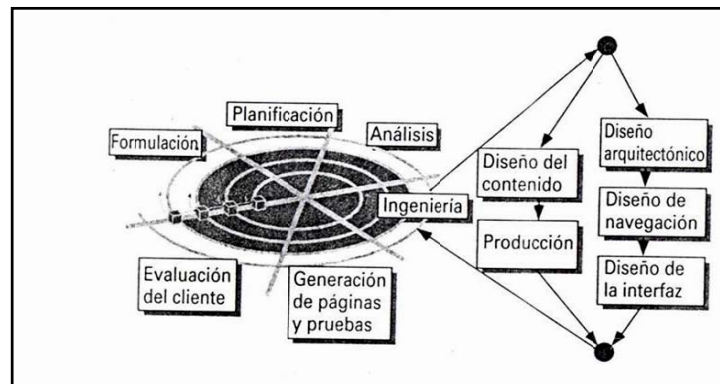 Planificación
Formulación
Análisis
Ingeniería
Evaluación
del cliente
Generación
de páginas
y pruebas
Diseño del
contenido
Producción
Diseño
arquitectónico
Diseño de
navegación
Diseño de
la interfaz